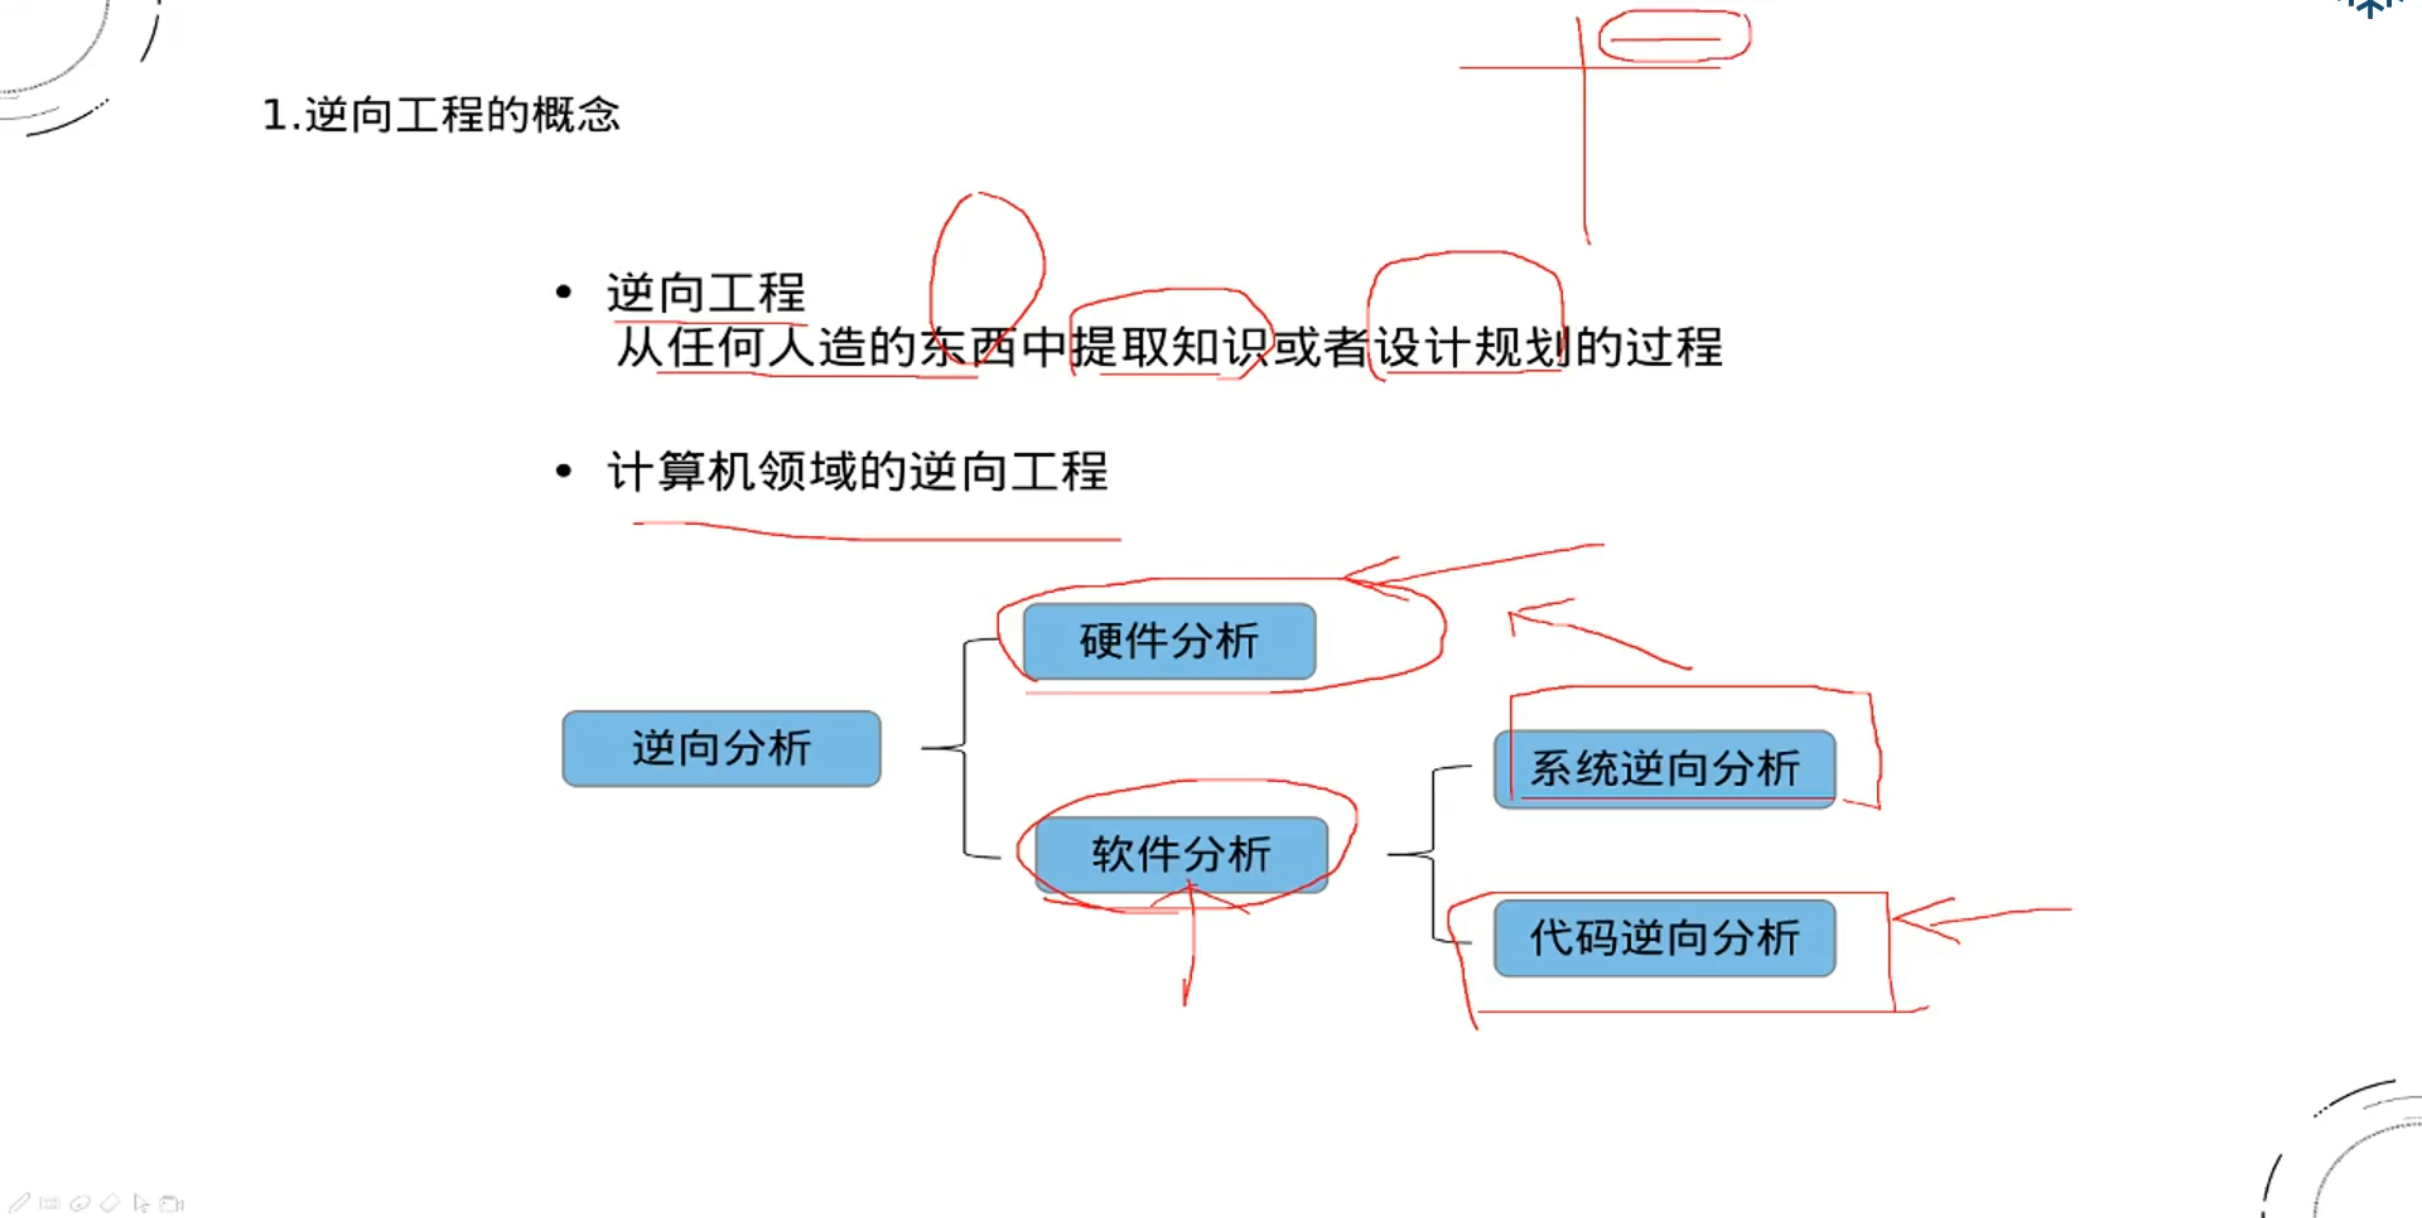 1.逆向工程的概念
• 逆向工程
从任何人造的东西中提取知识或者设计规划的过程
• 计算机领域的逆向工程
硬件分析
逆向分析
系统逆向分析
软件分析
代码逆向分析